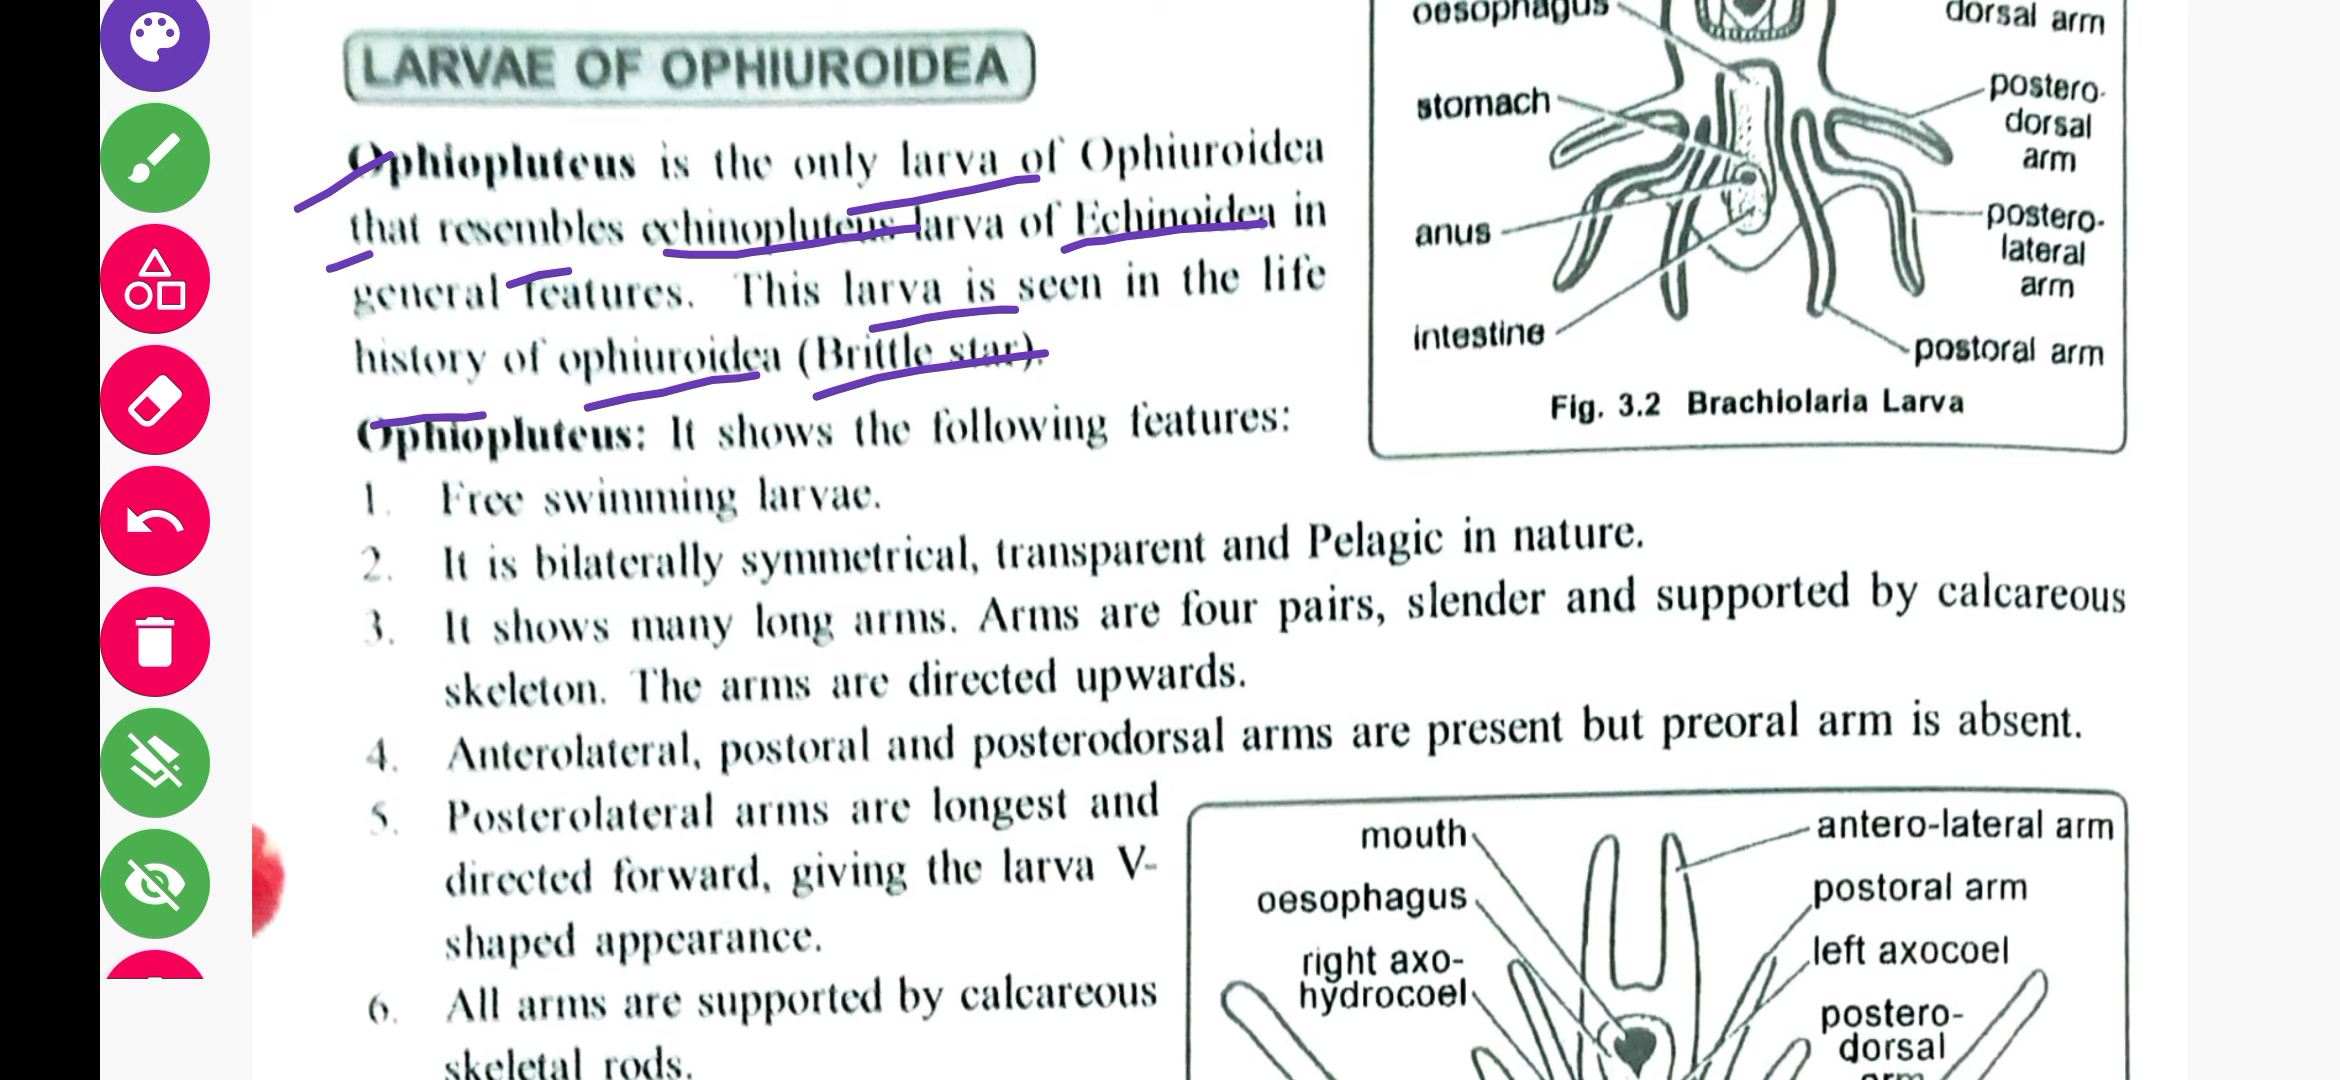 LARVAE OF OPHIUROIDEA
Ophiopluteus is the only larva of Ophiuroidea
that resembles echinopluteus larva of Echinoidea in
general features. This larva is seen in the life
history of ophiuroidea (Brittle star).
Ophiopluteus: It shows the following features:
1. Free swimming larvae.
2. It is bilaterally symmetrical, transparent and Pelagic in nature.
3. It shows many long arms. Arms are four pairs, slender and supported by calcareous
skeleton. The arms are directed upwards.
4. Anterolateral, postoral and posterodorsal arms are present but preoral arm is absent.
5. Posterolateral arms are longest and
directed forward, giving the larva V-
shaped appearance.
6. All arms are supported by calcareous
skeletal rods.
oesophagus
stomach
anus
intestine
dorsal arm
postero-
dorsal
arm
postero-
lateral
arm
postoral arm
Fig. 3.2 Brachiolaria Larva
mouth
oesophagus
right axo-
hydrocoel
antero-lateral arm
postoral arm
left axocoel
postero-
dorsal
arm